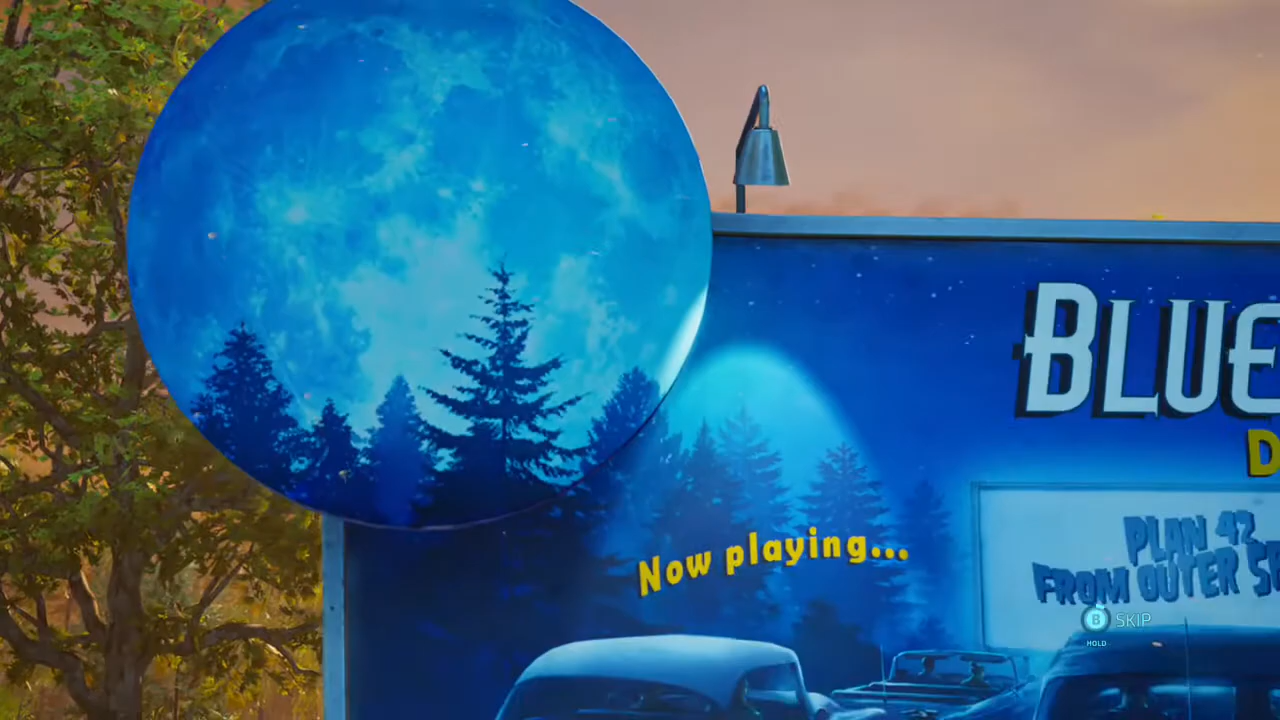 BLUE
Now playing...
PLAN 42
FROM OUTER
B SKIP
HOLD